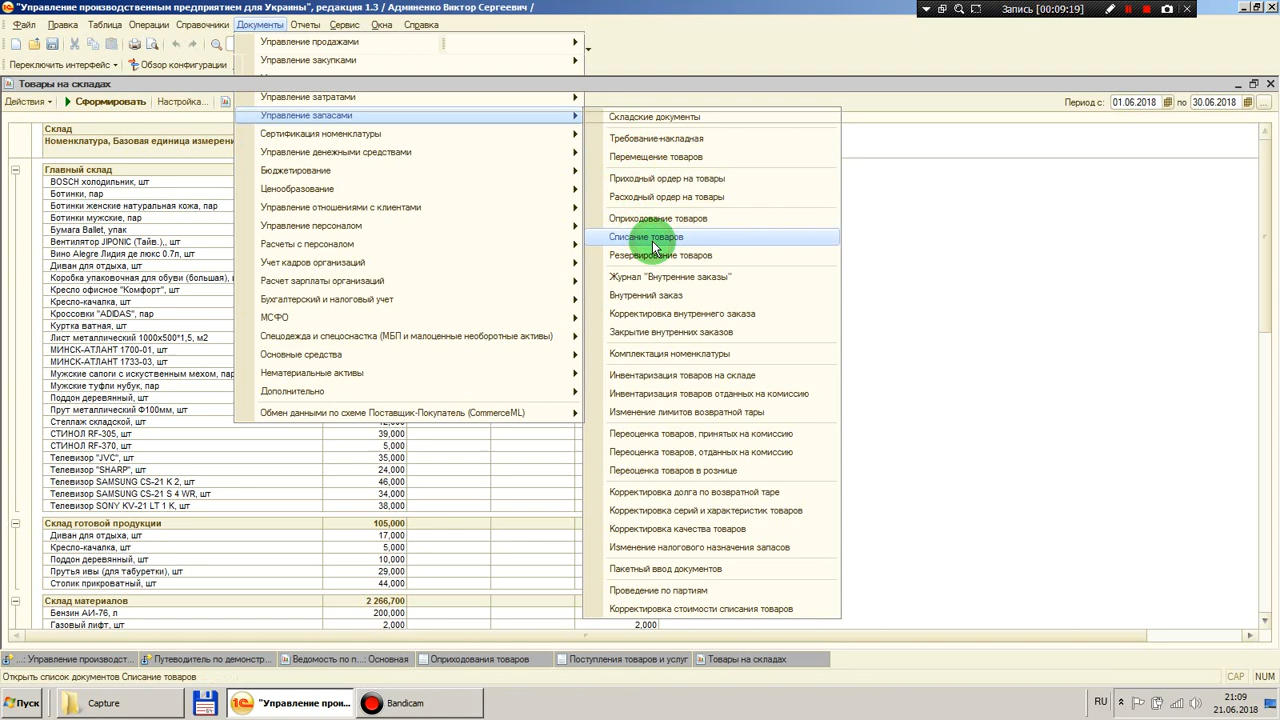 "Управление производственным предприятием для Украины", редакция 1.3 / Админенко Виктор Сергеевич /
Запись [00:09:19]
Файл Правка Таблица Операции Справочники Документы Отчеты Сервис Окна Справка
Переключить интерфейс Обзор конфигурации
Товары на складах
Действия Сформировать Настройка...
Период с: 01.06.2018 по 30.06.2018 ...
Управление продажами
Управление закупками
Управление затратами
Управление запасами
Сертификация номенклатуры
Управление денежными средствами
Бюджетирование
Ценообразование
Управление отношениями с клиентами
Управление персоналом
Расчеты с персоналом
Учет кадров организаций
Расчет зарплаты организаций
Бухгалтерский и налоговый учет
МСФО
Спецодежда и спецоснастка (МБП и малоценные необоротные активы)
Основные средства
Нематериальные активы
Дополнительно
Обмен данными по схеме Поставщик-Покупатель (CommerceML)
Складские документы
Требование-накладная
Перемещение товаров
Приходный ордер на товары
Расходный ордер на товары
Оприходование товаров
Списание товаров
Резервирование товаров
Журнал "Внутренние заказы"
Внутренний заказ
Корректировка внутреннего заказа
Закрытие внутренних заказов
Комплектация номенклатуры
Инвентаризация товаров на складе
Инвентаризация товаров отданных на комиссию
Изменение лимитов возвратной тары
Переоценка товаров, принятых на комиссию
Переоценка товаров, отданных на комиссию
Переоценка товаров в рознице
Корректировка долга по возвратной таре
Корректировка серий и характеристик товаров
Корректировка качества товаров
Изменение налогового назначения запасов
Пакетный ввод документов
Проведение по партиям
Корректировка стоимости списания товаров
Склад
Номенклатура, Базовая единица измерени
Главный склад
BOSCH холодильник, шт
Ботинки, пар
Ботинки женские натуральная кожа, пар
Ботинки мужские, пар
Бумага Ballet, упак
Вентилятор JIPONIC (Тайв.),, шт
Вино Alegre Лидия де люкс 0.7л, шт
Диван для отдыха, шт
Коробка упаковочная для обуви (большая),
Кресло офисное "Комфорт", шт
Кресло-качалка, шт
Кроссовки "ADIDAS", пар
Куртка ватная, шт
Лист металлический 1000х500*1,5, м2
МИНСК-АТЛАНТ 1700-01, шт
МИНСК-АТЛАНТ 1733-03, шт
Мужские сапоги с искуственным мехом, пар
Мужские туфли нубук, пар
Поддон деревянный, шт
Прут металлический Ф100мм, шт
Стеллаж складской, шт
СТИНОЛ RF-305, шт 39,000
СТИНОЛ RF-370, шт 5,000
Телевизор "JVC", шт 35,000
Телевизор "SHARP", шт 24,000
Телевизор SAMSUNG CS-21 K 2, шт 46,000
Телевизор SAMSUNG CS-21 S 4 WR, шт 34,000
Телевизор SONY KV-21 LT 1 K, шт 38,000
Склад готовой продукции 105,000
Диван для отдыха, шт 17,000
Кресло-качалка, шт 5,000
Поддон деревянный, шт 10,000
Прутья ивы (для табуретки), шт 29,000
Столик прикроватный, шт 44,000
Склад материалов 2 266,700
Бензин АИ-76, л 200,000
Газовый лифт, шт 2,000 2,000
...: Управление производст... Путеводитель по демонстр... Ведомость по п...: Основная Оприходования товаров Поступления товаров и услуг Товары на складах
Открыть список документов Списание товаров
CAP NUM
Пуск Capture "Управление прои... Bandicam
RU 21:09
21.06.2018